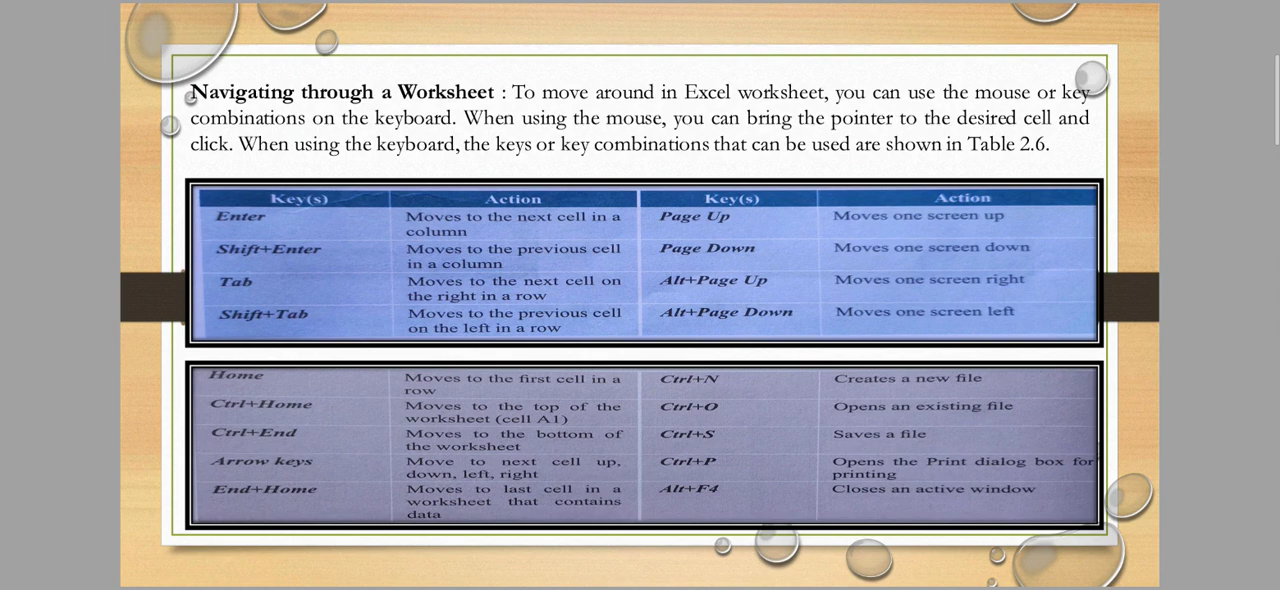 Navigating through a Worksheet : To move around in Excel worksheet, you can use the mouse or key
combinations on the keyboard. When using the mouse, you can bring the pointer to the desired cell and
click. When using the keyboard, the keys or key combinations that can be used are shown in Table 2.6.
Key(s) Action Key(s) Action
Enter Moves to the next cell in a Page Up Moves one screen up
column
Shift+Enter Moves to the previous cell Page Down Moves one screen down
in a column
Tab Moves to the next cell on Alt+Page Up Moves one screen right
the right in a row
Shift+Tab Moves to the previous cell Alt+Page Down Moves one screen left
on the left in a row
Home Moves to the first cell in a Ctrl+N Creates a new file
row
Ctrl+Home Moves to the top of the Ctrl+O Opens an existing file
worksheet (cell A1)
Ctrl+End Moves to the bottom of Ctrl+S Saves a file
the worksheet
Arrow keys Move to next cell up, Ctrl+P Opens the Print dialog box for
down, left, right printing
End+Home Moves to last cell in a Alt+F4 Closes an active window
worksheet that contains
data